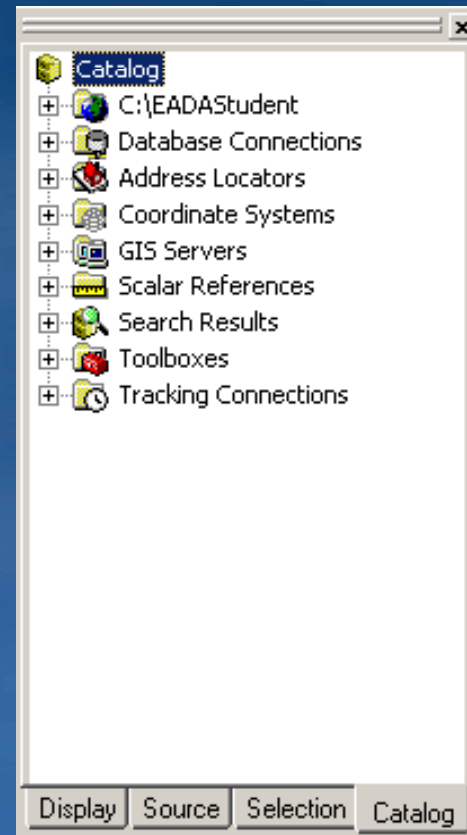 Catalog
C:\EADAStudent
Database Connections
Address Locators
Coordinate Systems
GIS Servers
Scalar References
Search Results
Toolboxes
Tracking Connections
Display Source Selection Catalog